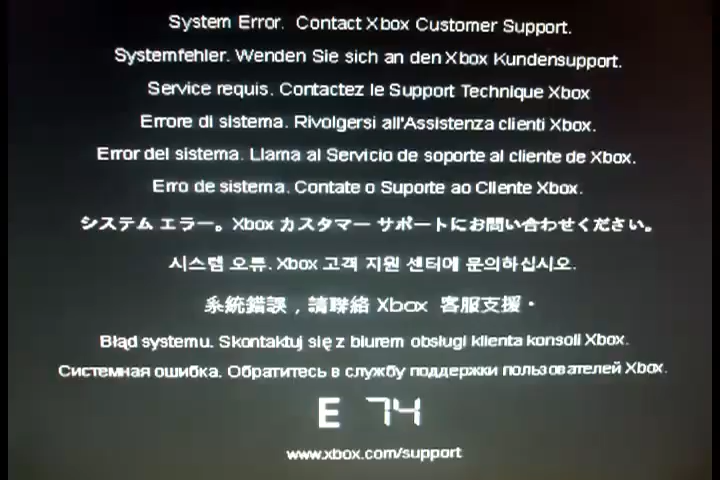 System Error. Contact Xbox Customer Support.
Systemfehler. Wenden Sie sich an den Xbox Kundensupport.
Service requis. Contactez le Support Technique Xbox
Errore di sistema. Rivolgersi all'Assistenza clienti Xbox.
Error del sistema. Llama al Servicio de soporte al cliente de Xbox.
Erro de sistema. Contate o Suporte ao Cliente Xbox.
システム エラー。Xbox カスタマー サポートにお問い合わせください。
시스템 오류. Xbox 고객 지원 센터에 문의하십시오.
系統錯誤，請聯絡 Xbox 客服支援。
Błąd systemu. Skontaktuj się z biurem obsługi klienta konsoli Xbox.
Системная ошибка. Обратитесь в службу поддержки пользователей Xbox.
E 74
www.xbox.com/support